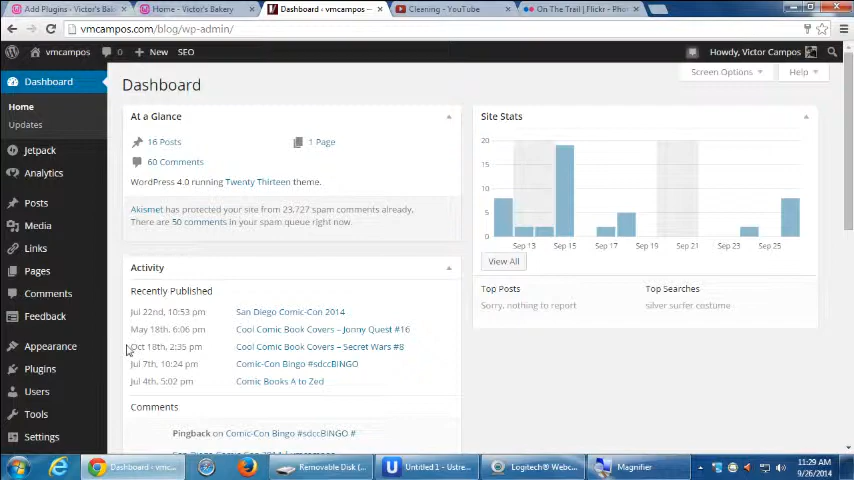 Add Plugins - Victor's B
Home - Victor's Bakery
Dashboard ‹ vmcampos —
Cleaning - YouTube
On The Trail | Flickr - Pho
vmcampos.com/blog/wp-admin/
vmcampos 0 + New SEO Howdy, Victor Campos
Dashboard
Home
Updates
Jetpack
Analytics
Posts
Media
Links
Pages
Comments
Feedback
Appearance
Plugins
Users
Tools
Settings
Screen Options Help
Dashboard
At a Glance
16 Posts 1 Page
60 Comments
WordPress 4.0 running Twenty Thirteen theme.
Akismet has protected your site from 23,727 spam comments already.
There are 50 comments in your spam queue right now.
Activity
Recently Published
Jul 22nd, 10:53 pm San Diego Comic-Con 2014
May 18th, 6:06 pm Cool Comic Book Covers – Jonny Quest #16
Oct 18th, 2:35 pm Cool Comic Book Covers – Secret Wars #8
Jul 7th, 10:24 pm Comic-Con Bingo #sdccBINGO
Jul 4th, 5:02 pm Comic Books A to Zed
Comments
Pingback on Comic-Con Bingo #sdccBINGO #
Site Stats
20
15
10
5
0
Sep 13 Sep 15 Sep 17 Sep 19 Sep 21 Sep 23 Sep 25
View All
Top Posts Top Searches
Sorry, nothing to report silver surfer costume
Dashboard ‹ vmc...
Removable Disk (...
Untitled 1 - Ustre...
Logitech® Webc...
Magnifier
11:29 AM
9/26/2014